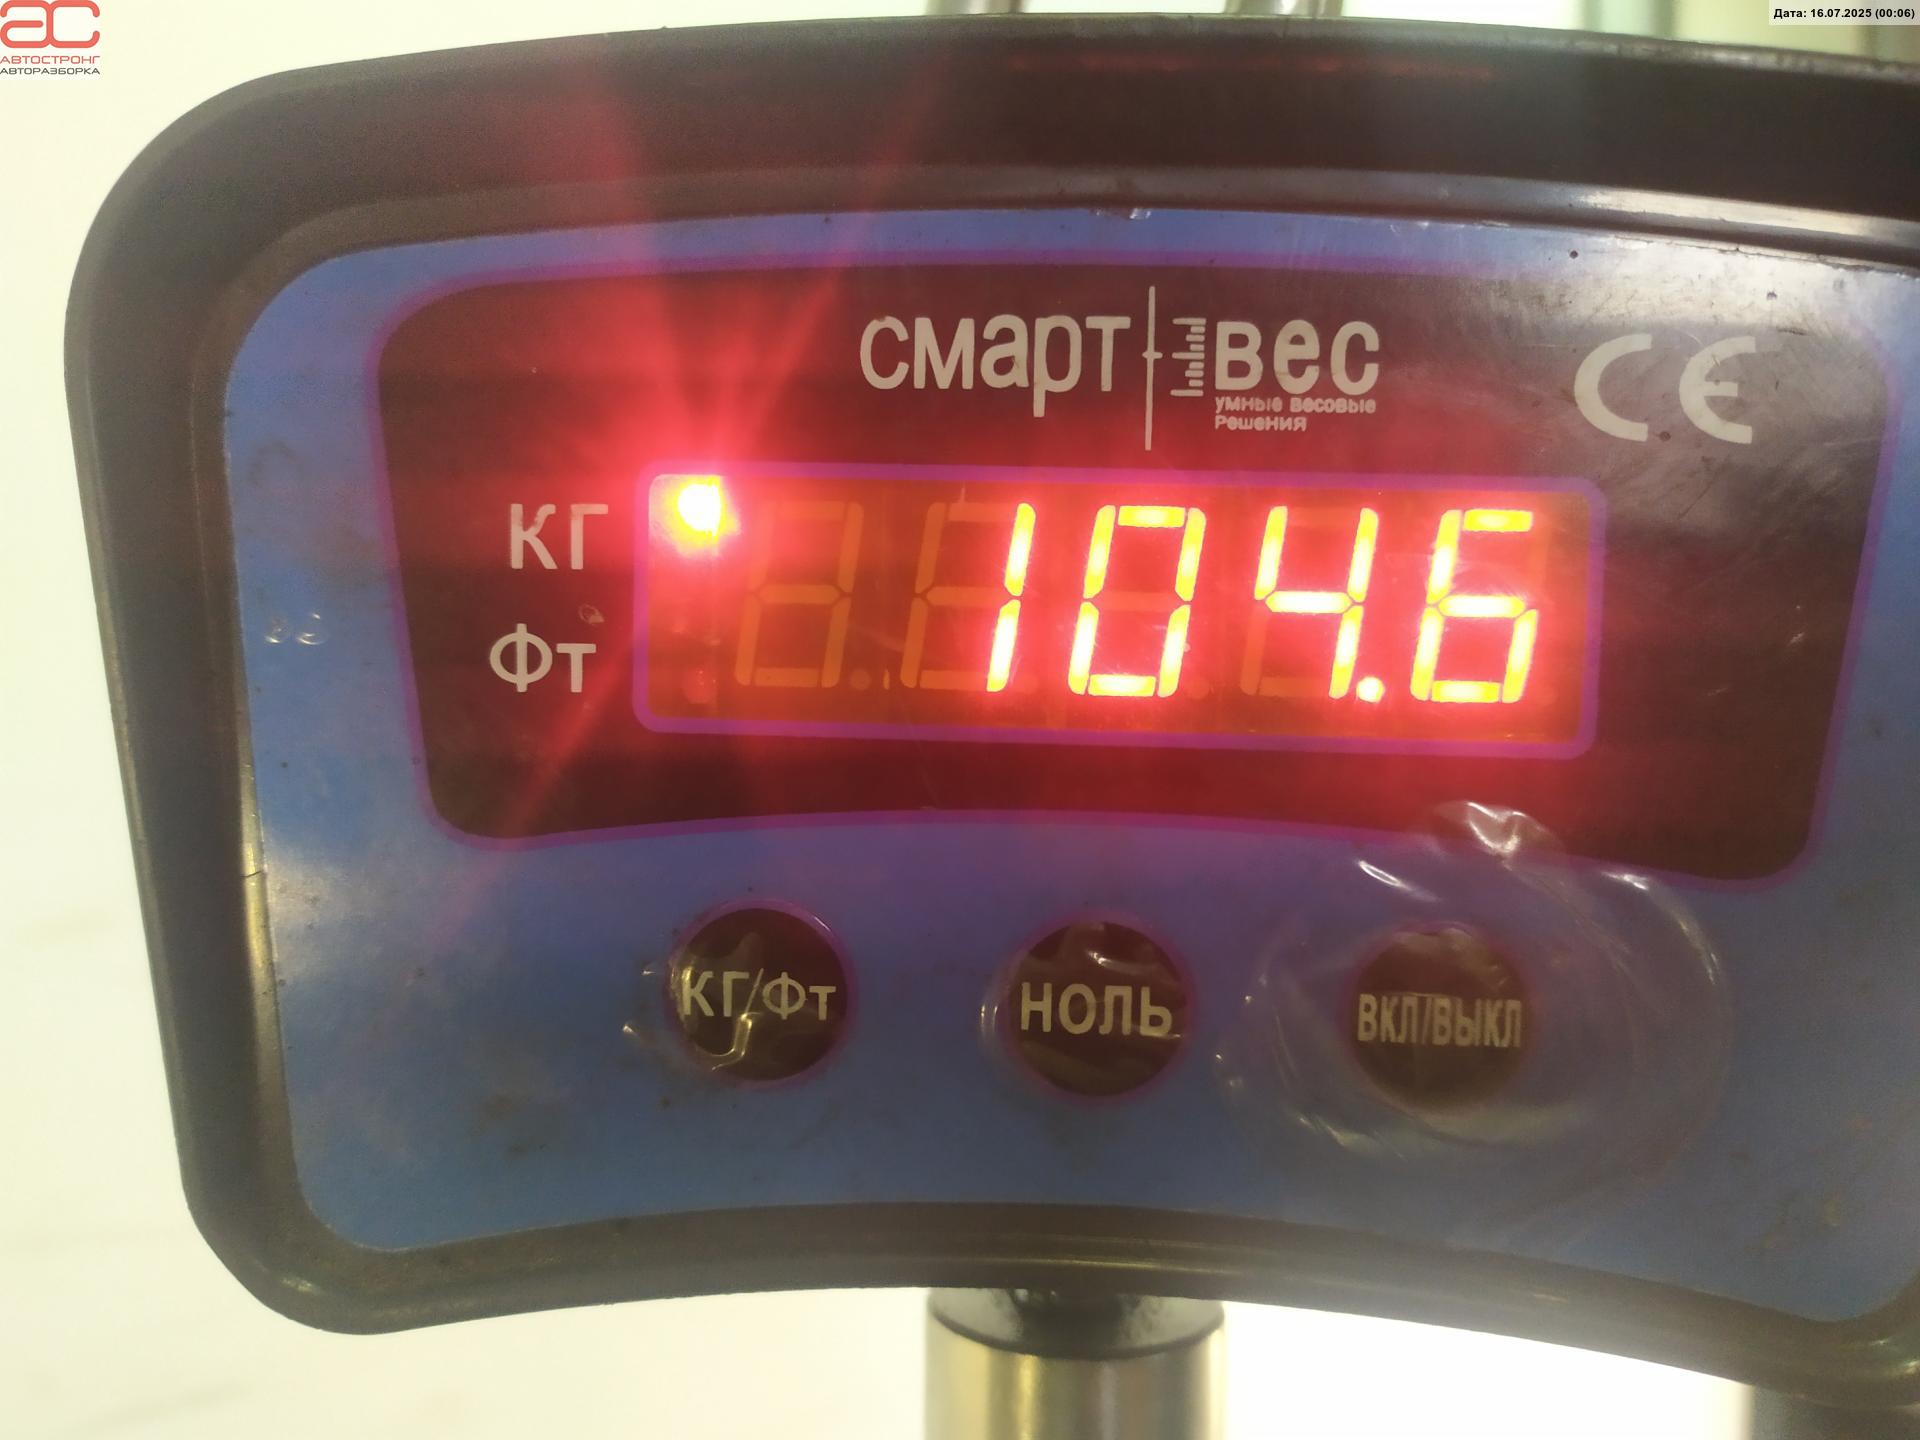 Дата: 16.07.2025 (00:06)
АС
АВТОСТРОНГ
АВТОРАЗБОРКА
смарт вес
умные весовые
решения
CE
КГ
104.6
Фт
КГ/Фт
НОЛЬ
ВКЛ/ВЫКЛ